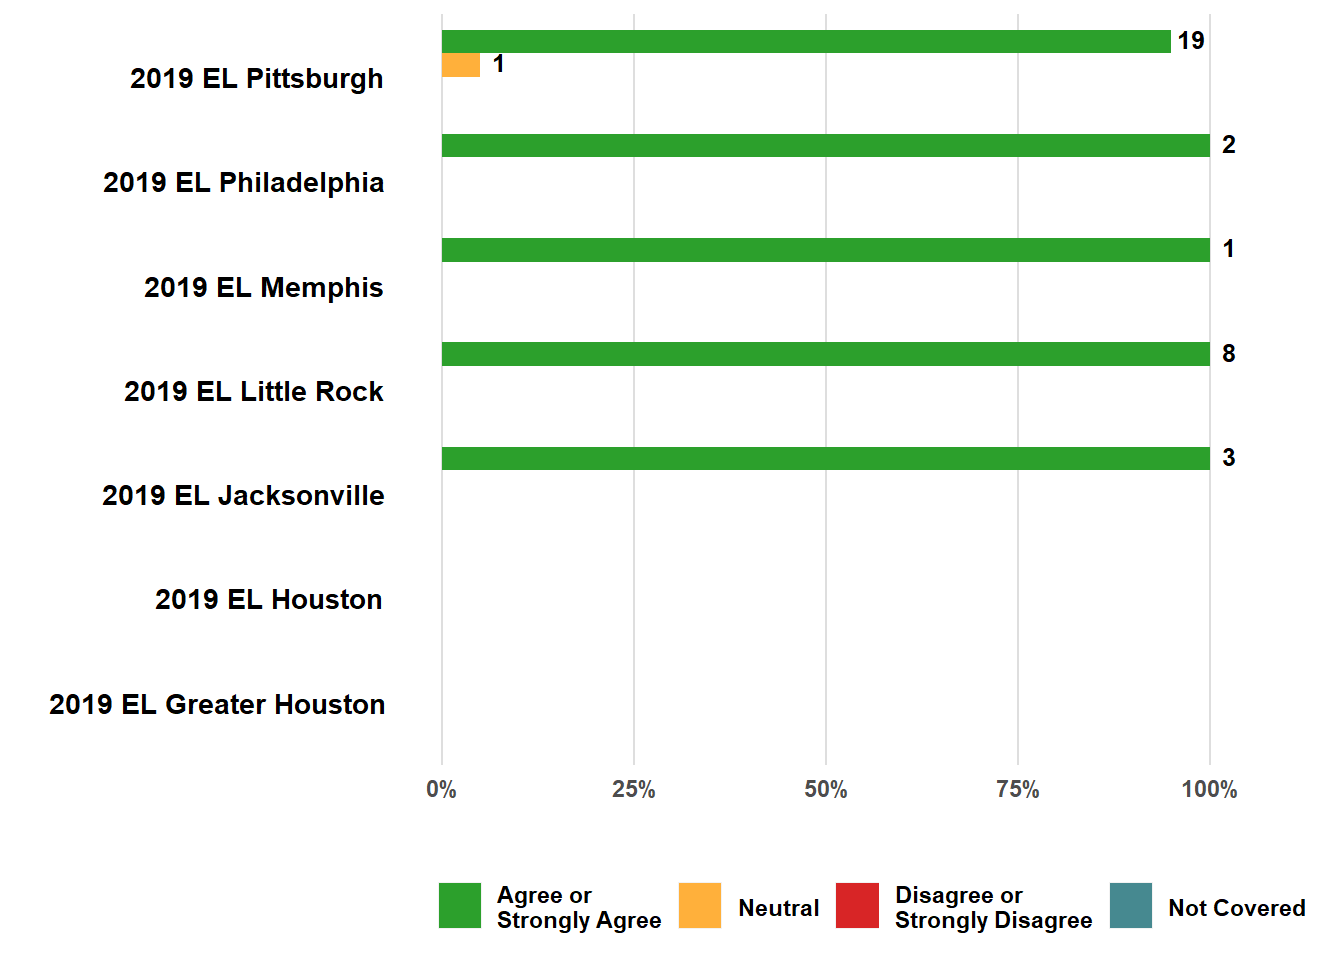 19
1
2019 EL Pittsburgh
2
2019 EL Philadelphia
1
2019 EL Memphis
8
2019 EL Little Rock
3
2019 EL Jacksonville
2019 EL Houston
2019 EL Greater Houston
0% 25% 50% 75% 100%
Agree or
Strongly Agree
Neutral
Disagree or
Strongly Disagree
Not Covered